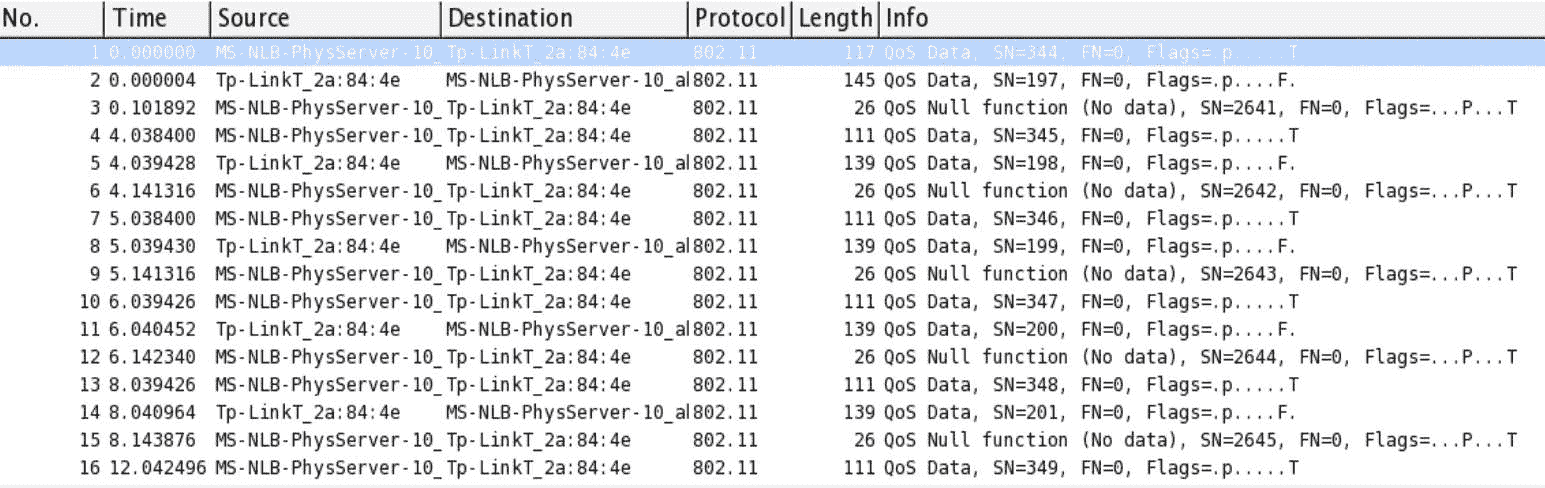 No. Time Source Destination Protocol Length Info
1 0.000000 MS-NLB-PhysServer-10_ Tp-LinkT_2a:84:4e 802.11 117 QoS Data, SN=344, FN=0, Flags=.p.....T
2 0.000004 Tp-LinkT_2a:84:4e MS-NLB-PhysServer-10_a 802.11 145 QoS Data, SN=197, FN=0, Flags=.p....F.
3 0.101892 MS-NLB-PhysServer-10_ Tp-LinkT_2a:84:4e 802.11 26 QoS Null function (No data), SN=2641, FN=0, Flags=...P...T
4 4.038400 MS-NLB-PhysServer-10_ Tp-LinkT_2a:84:4e 802.11 111 QoS Data, SN=345, FN=0, Flags=.p.....T
5 4.039428 Tp-LinkT_2a:84:4e MS-NLB-PhysServer-10_a 802.11 139 QoS Data, SN=198, FN=0, Flags=.p....F.
6 4.141316 MS-NLB-PhysServer-10_ Tp-LinkT_2a:84:4e 802.11 26 QoS Null function (No data), SN=2642, FN=0, Flags=...P...T
7 5.038400 MS-NLB-PhysServer-10_ Tp-LinkT_2a:84:4e 802.11 111 QoS Data, SN=346, FN=0, Flags=.p.....T
8 5.039430 Tp-LinkT_2a:84:4e MS-NLB-PhysServer-10_a 802.11 139 QoS Data, SN=199, FN=0, Flags=.p....F.
9 5.141316 MS-NLB-PhysServer-10_ Tp-LinkT_2a:84:4e 802.11 26 QoS Null function (No data), SN=2643, FN=0, Flags=...P...T
10 6.039426 MS-NLB-PhysServer-10_ Tp-LinkT_2a:84:4e 802.11 111 QoS Data, SN=347, FN=0, Flags=.p.....T
11 6.040452 Tp-LinkT_2a:84:4e MS-NLB-PhysServer-10_a 802.11 139 QoS Data, SN=200, FN=0, Flags=.p....F.
12 6.142340 MS-NLB-PhysServer-10_ Tp-LinkT_2a:84:4e 802.11 26 QoS Null function (No data), SN=2644, FN=0, Flags=...P...T
13 8.039426 MS-NLB-PhysServer-10_ Tp-LinkT_2a:84:4e 802.11 111 QoS Data, SN=348, FN=0, Flags=.p.....T
14 8.040964 Tp-LinkT_2a:84:4e MS-NLB-PhysServer-10_a 802.11 139 QoS Data, SN=201, FN=0, Flags=.p....F.
15 8.143876 MS-NLB-PhysServer-10_ Tp-LinkT_2a:84:4e 802.11 26 QoS Null function (No data), SN=2645, FN=0, Flags=...P...T
16 12.042496 MS-NLB-PhysServer-10_ Tp-LinkT_2a:84:4e 802.11 111 QoS Data, SN=349, FN=0, Flags=.p.....T